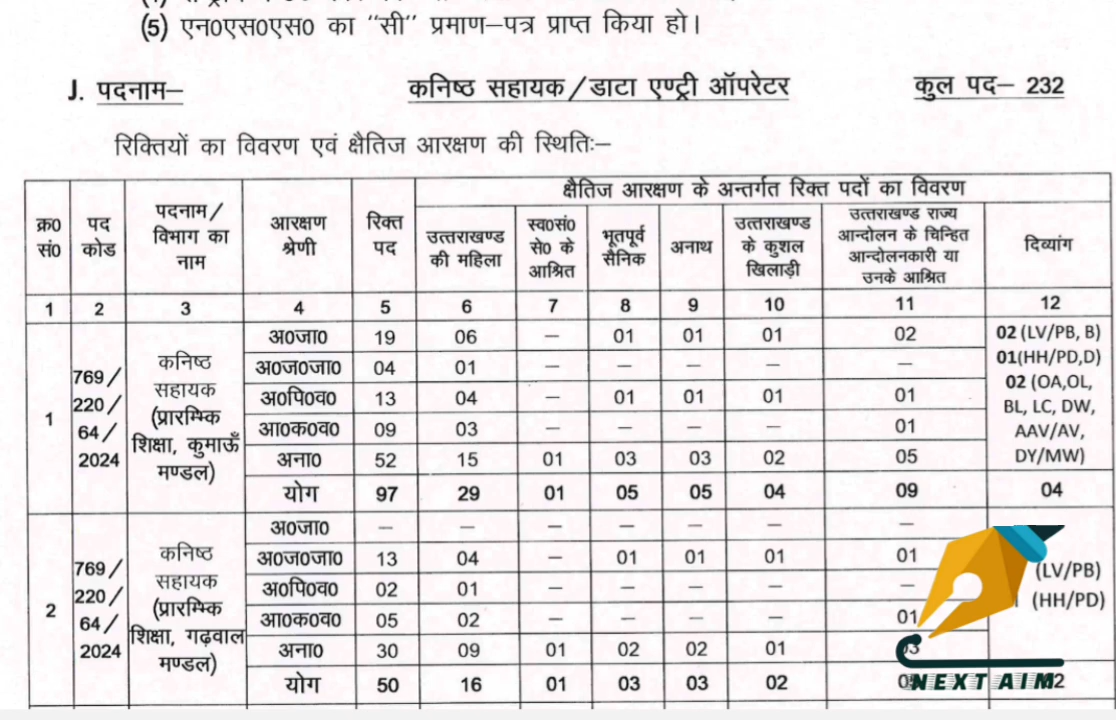 (5) एन0एस0एस0 का "सी" प्रमाण–पत्र प्राप्त किया हो।
J. पदनाम– कनिष्ठ सहायक/डाटा एण्ट्री ऑपरेटर कुल पद– 232
रिक्तियों का विवरण एवं क्षैतिज आरक्षण की स्थितिः–
क्र0 सं0 | पद कोड | पदनाम/ विभाग का नाम | आरक्षण श्रेणी | रिक्त पद | क्षैतिज आरक्षण के अन्तर्गत रिक्त पदों का विवरण
उत्तराखण्ड की महिला | स्व0सं0 से0 के आश्रित | भूतपूर्व सैनिक | अनाथ | उत्तराखण्ड के कुशल खिलाड़ी | उत्तराखण्ड राज्य आन्दोलन के चिन्हित आन्दोलनकारी या उनके आश्रित | दिव्यांग
1 2 3 4 5 6 7 8 9 10 11 12
1 | 769/ 220/ 64/ 2024 | कनिष्ठ सहायक (प्रारम्भिक शिक्षा, कुमाऊँ मण्डल)
अ0जा0 19 06 – 01 01 01 02
अ0ज0जा0 04 01 – – – – –
अ0पि0व0 13 04 – 01 01 01 01
आ0क0व0 09 03 – – – – 01
अना0 52 15 01 03 03 02 05
02 (LV/PB, B)
01(HH/PD,D)
02 (OA,OL,
BL, LC, DW,
AAV/AV,
DY/MW)
योग 97 29 01 05 05 04 09 04
2 | 769/ 220/ 64/ 2024 | कनिष्ठ सहायक (प्रारम्भिक शिक्षा, गढ़वाल मण्डल)
अ0जा0 – – – – – – –
अ0ज0जा0 13 04 – 01 01 01 01
अ0पि0व0 02 01 – – – – –
आ0क0व0 05 02 – – – – 01
अना0 30 09 01 02 02 01 03
(LV/PB)
(HH/PD)
योग 50 16 01 03 03 02
NEXT AIM